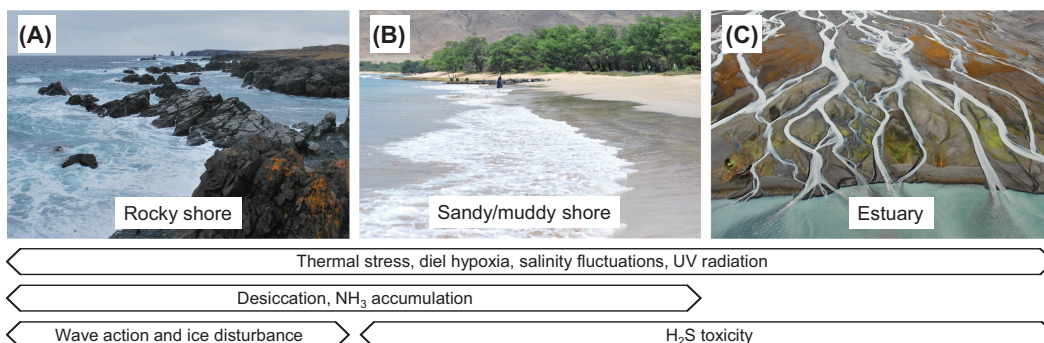 (A)
(B)
(C)
Rocky shore
Sandy/muddy shore
Estuary
Thermal stress, diel hypoxia, salinity fluctuations, UV radiation
Desiccation, NH₃ accumulation
Wave action and ice disturbance
H₂S toxicity